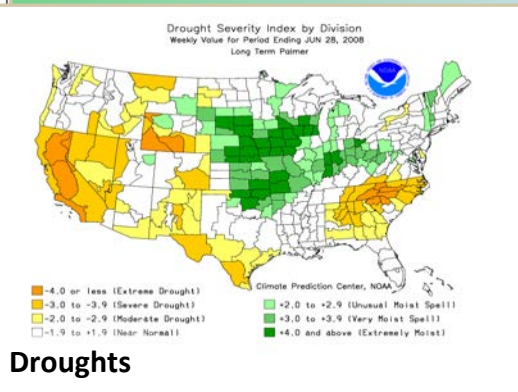 Drought Severity Index by Division
Weekly Value for Period Ending JUN 28, 2008
Long Term Palmer
NOAA
Climate Prediction Center, NOAA
-4.0 or less (Extreme Drought)
-3.0 to -3.9 (Severe Drought)
-2.0 to -2.9 (Moderate Drought)
-1.9 to +1.9 (Near Normal)
+2.0 to +2.9 (Unusual Moist Spell)
+3.0 to +3.9 (Very Moist Spell)
+4.0 and above (Extremely Moist)
Droughts